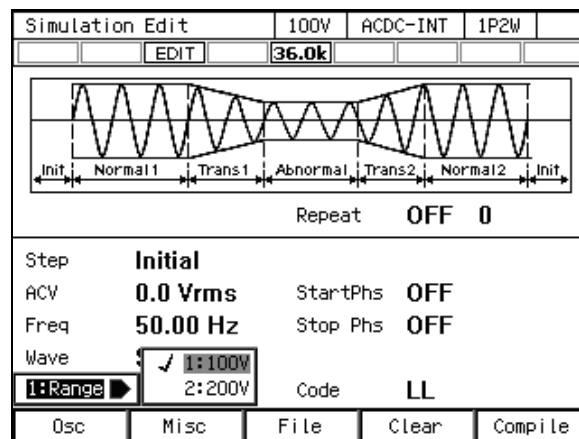 Simulation Edit 100V ACDC-INT 1P2W
EDIT 36.0k
Init Normal1 Trans1 Abnormal Trans2 Normal2 Init
Repeat OFF 0
Step Initial
ACV 0.0 Vrms StartPhs OFF
Freq 50.00 Hz Stop Phs OFF
Wave
✓ 1:100V
1:Range 2:200V Code LL
Osc Misc File Clear Compile